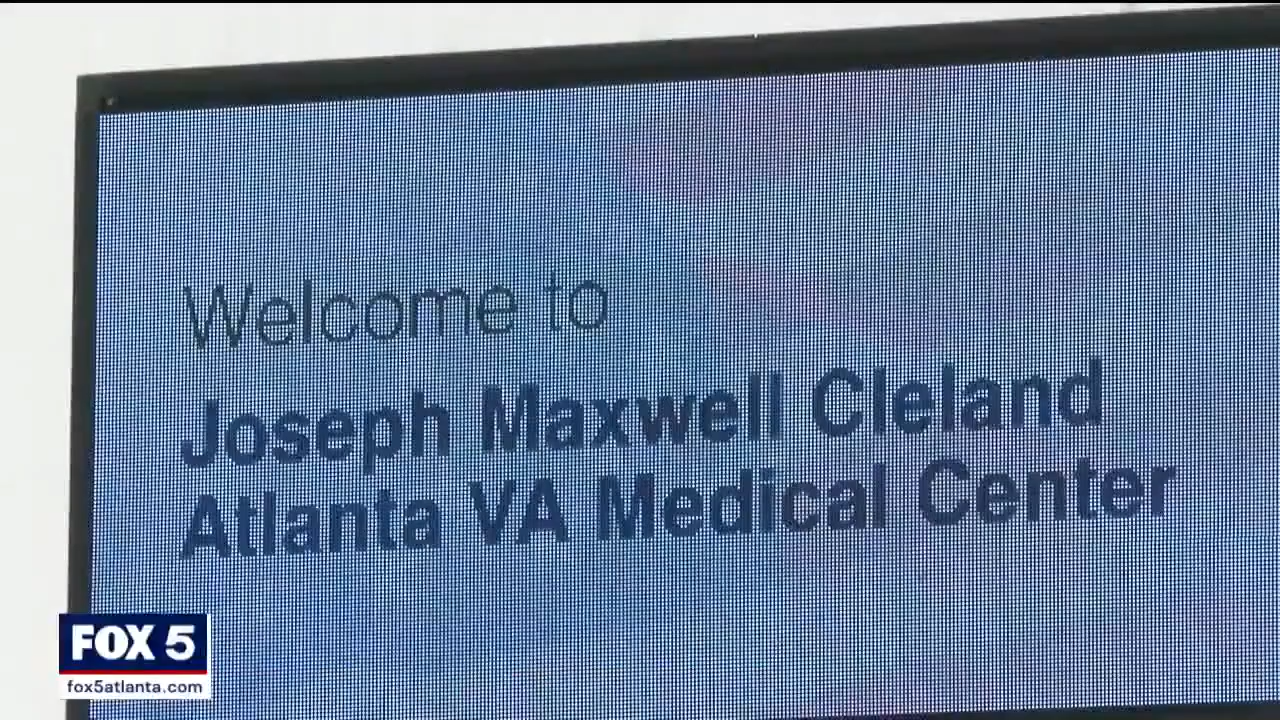 Welcome to
Joseph Maxwell Cleland
Atlanta VA Medical Center
FOX 5
fox5atlanta.com